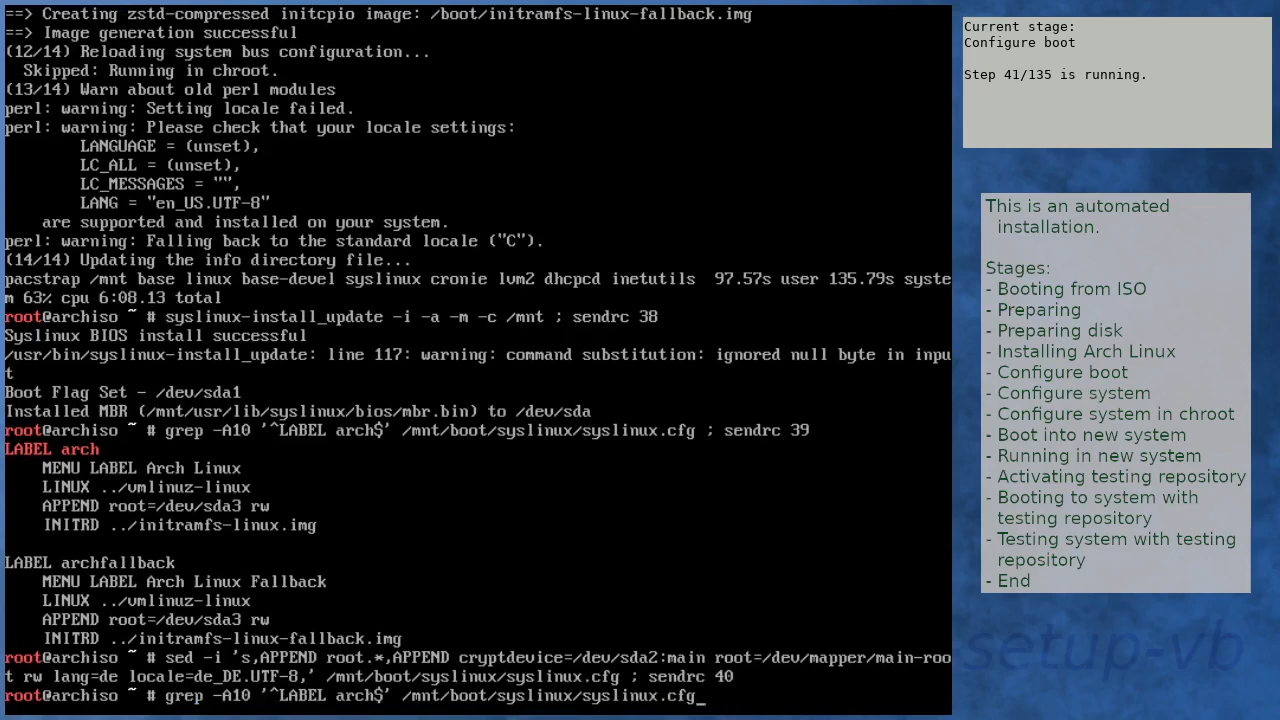 ==> Creating zstd-compressed initcpio image: /boot/initramfs-linux-fallback.img
==> Image generation successful
(12/14) Reloading system bus configuration...
  Skipped: Running in chroot.
(13/14) Warn about old perl modules
perl: warning: Setting locale failed.
perl: warning: Please check that your locale settings:
        LANGUAGE = (unset),
        LC_ALL = (unset),
        LC_MESSAGES = "",
        LANG = "en_US.UTF-8"
    are supported and installed on your system.
perl: warning: Falling back to the standard locale ("C").
(14/14) Updating the info directory file...
pacstrap /mnt base linux base-devel syslinux cronie lvm2 dhcpcd inetutils  97.57s user 135.79s syste
m 63% cpu 6:08.13 total
root@archiso ~ # syslinux-install_update -i -a -m -c /mnt ; sendrc 38
Syslinux BIOS install successful
/usr/bin/syslinux-install_update: line 117: warning: command substitution: ignored null byte in inpu
t
Boot Flag Set - /dev/sda1
Installed MBR (/mnt/usr/lib/syslinux/bios/mbr.bin) to /dev/sda
root@archiso ~ # grep -A10 '^LABEL arch$' /mnt/boot/syslinux/syslinux.cfg ; sendrc 39
LABEL arch
    MENU LABEL Arch Linux
    LINUX ../vmlinuz-linux
    APPEND root=/dev/sda3 rw
    INITRD ../initramfs-linux.img

LABEL archfallback
    MENU LABEL Arch Linux Fallback
    LINUX ../vmlinuz-linux
    APPEND root=/dev/sda3 rw
    INITRD ../initramfs-linux-fallback.img
root@archiso ~ # sed -i 's,APPEND root.*,APPEND cryptdevice=/dev/sda2:main root=/dev/mapper/main-roo
t rw lang=de locale=de_DE.UTF-8,' /mnt/boot/syslinux/syslinux.cfg ; sendrc 40
root@archiso ~ # grep -A10 '^LABEL arch$' /mnt/boot/syslinux/syslinux.cfg_
Current stage:
Configure boot

Step 41/135 is running.
This is an automated
installation.

Stages:
- Booting from ISO
- Preparing
- Preparing disk
- Installing Arch Linux
- Configure boot
- Configure system
- Configure system in chroot
- Boot into new system
- Running in new system
- Activating testing repository
- Booting to system with
testing repository
- Testing system with testing
repository
- End
setup-vb